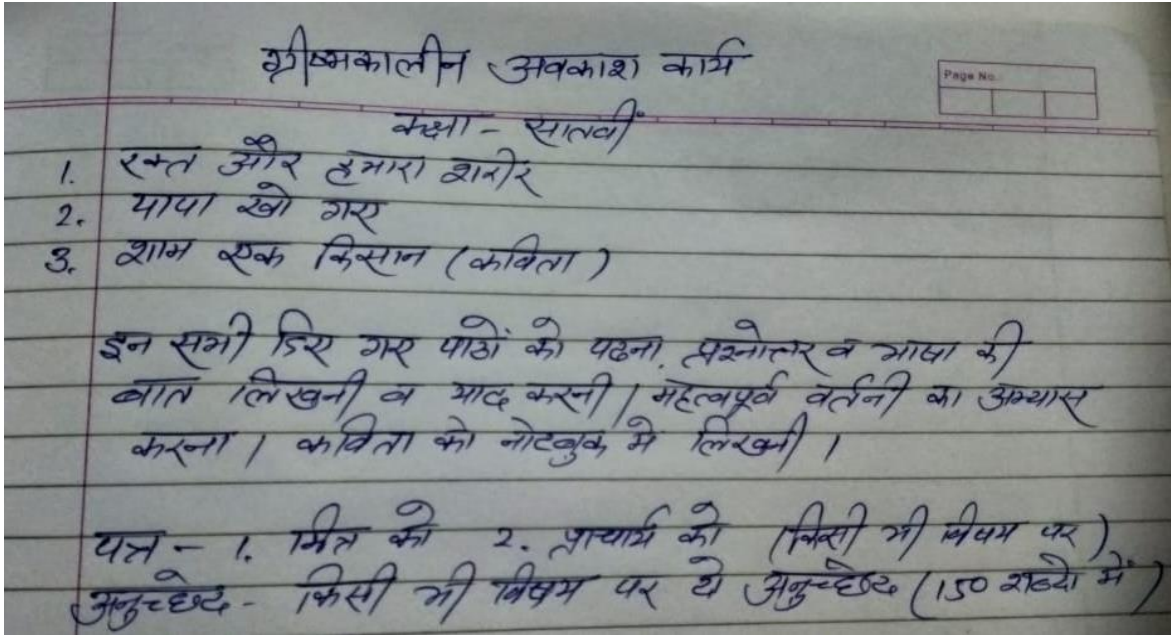 ग्रीष्मकालीन अवकाश कार्य
Page No.
कक्षा - सातवीं
1. रक्त और हमारा शरीर
2. पापा खो गए
3. शाम एक किसान (कविता)
इन सभी दिए गए पाठों को पढना, प्रश्नोत्तर व भाषा की
बात लिखनी व याद करनी। महत्वपूर्व वर्तनी का अभ्यास
करना। कविता को नोटबुक मे लिखनी।
पत्र - 1. मित्र को 2. प्राचार्य को (किसी भी विषय पर)
अनुच्छेद - किसी भी विषय पर दो अनुच्छेद (150 शब्दो में)